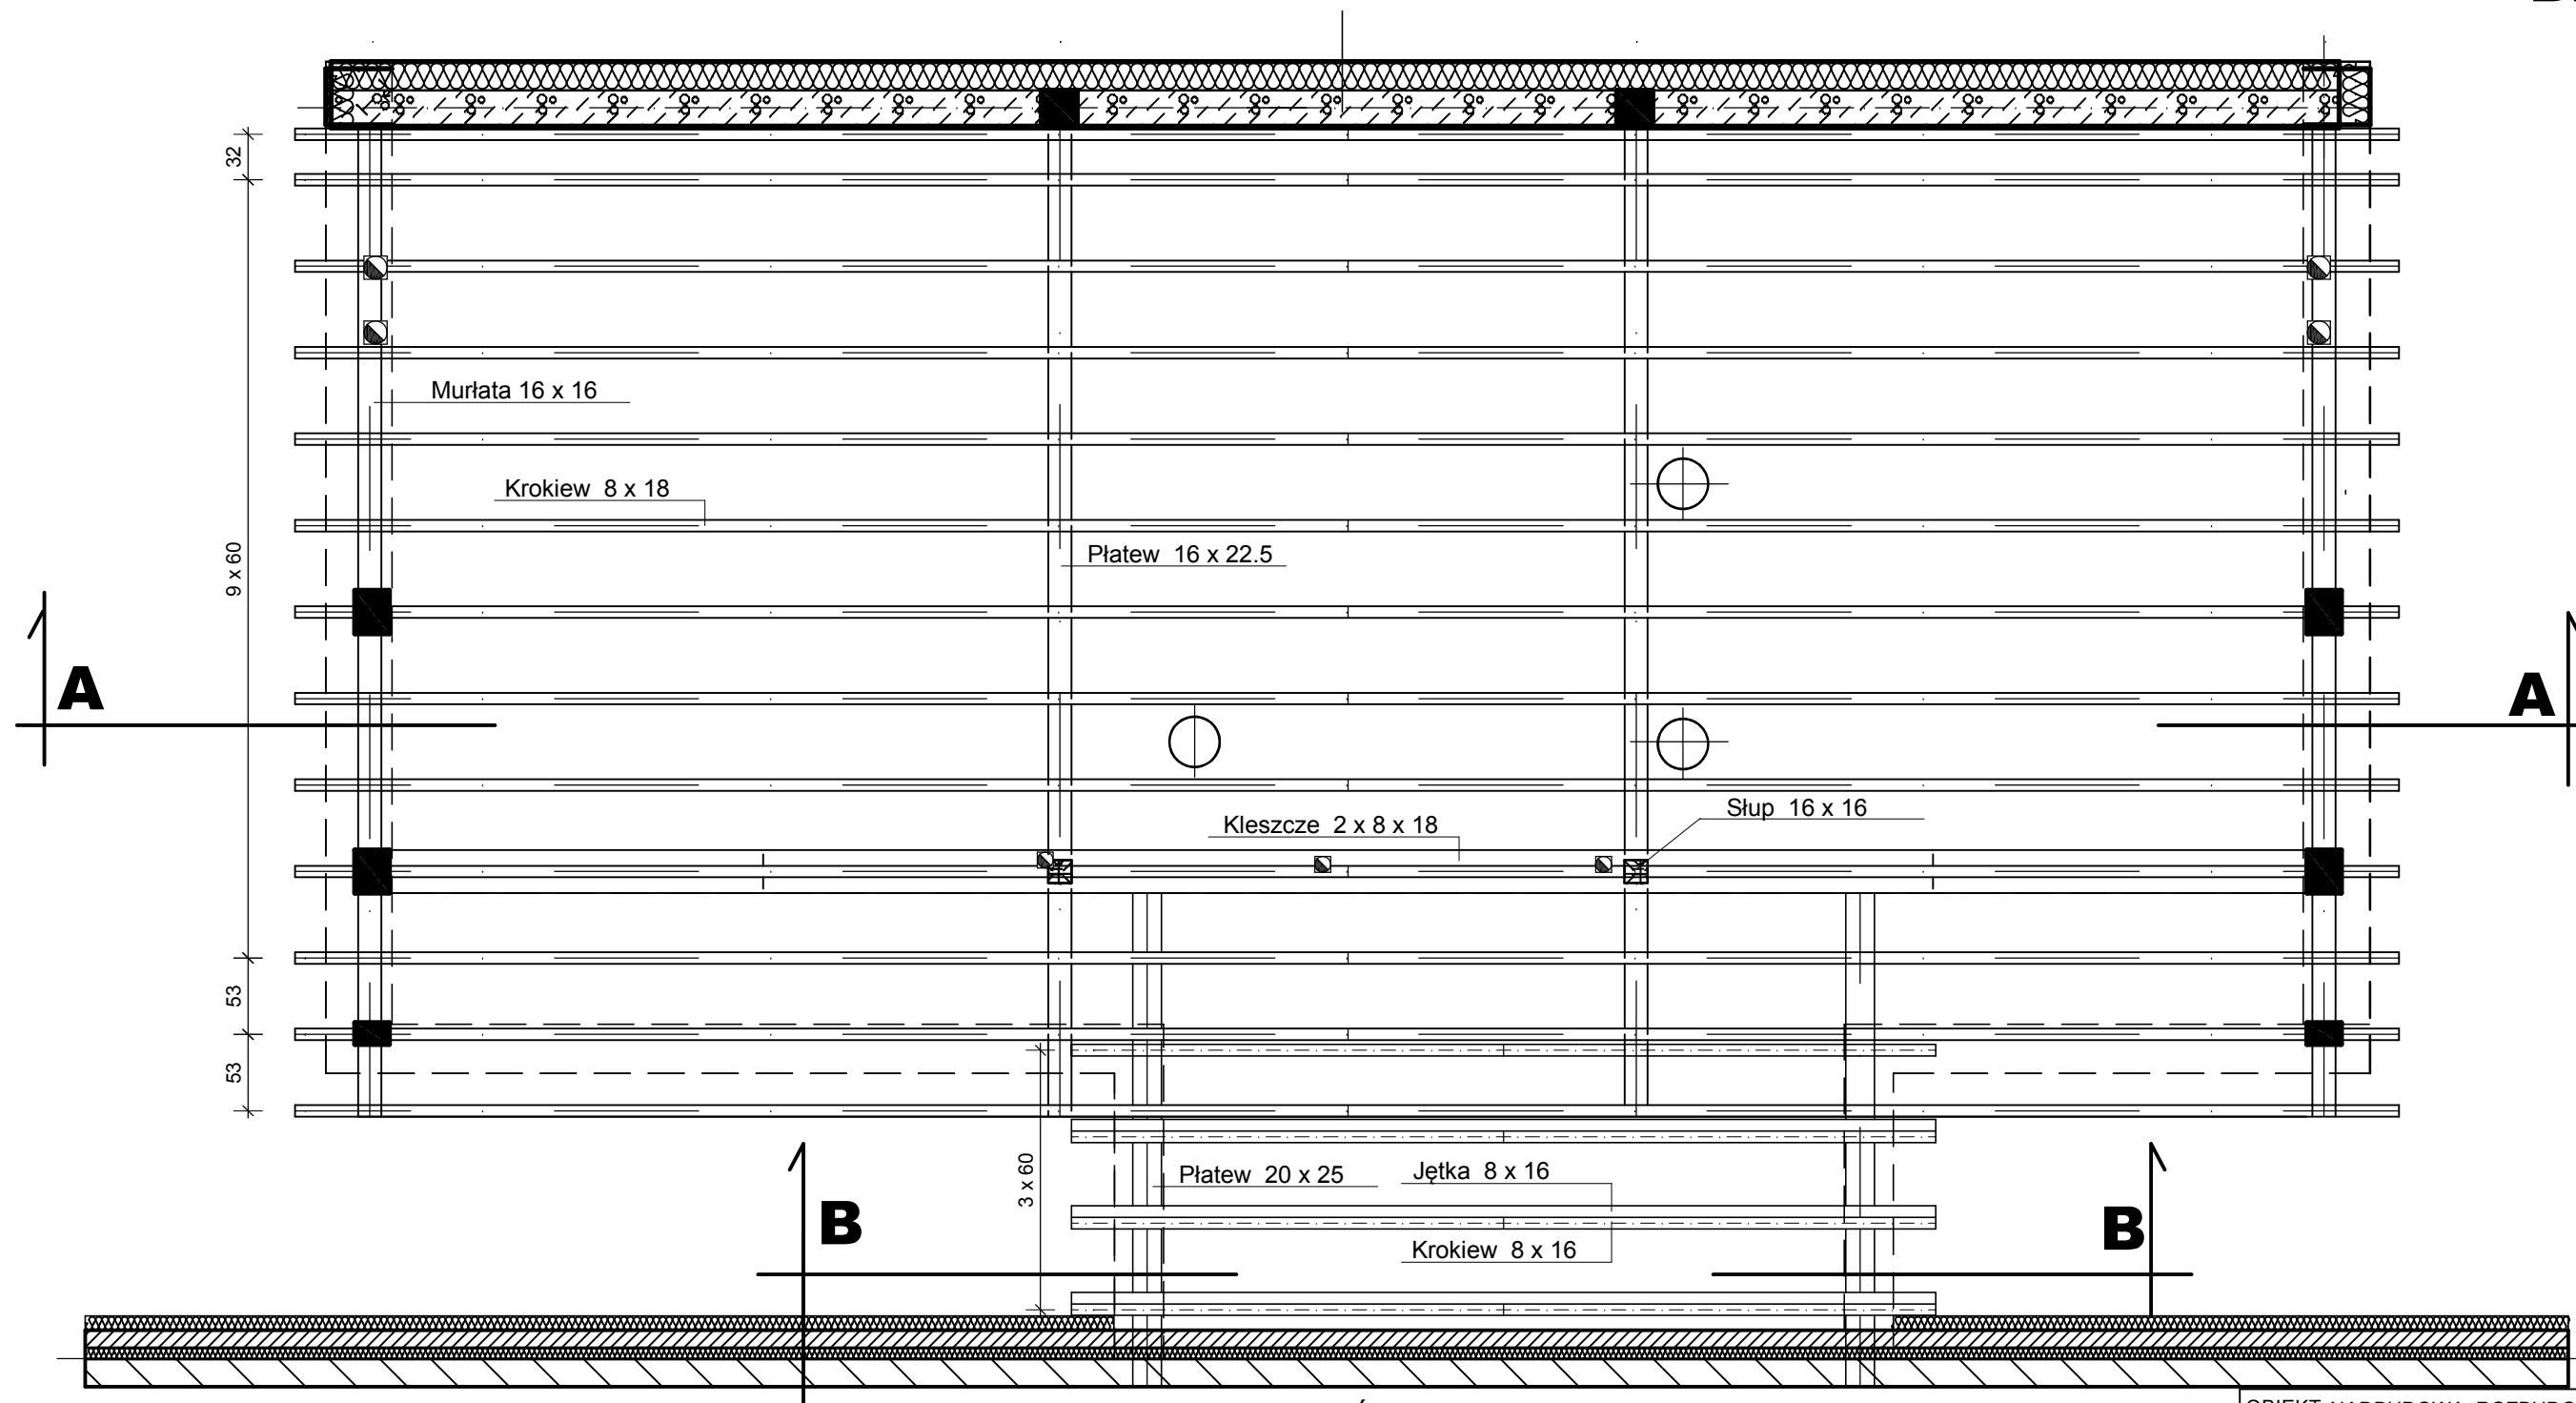 32
Murłata 16 x 16
Krokiew 8 x 18
Płatew 16 x 22.5
9 x 60
A
A
Kleszcze 2 x 8 x 18
Słup 16 x 16
53
53
3 x 60
Płatew 20 x 25
Jętka 8 x 16
B
B
Krokiew 8 x 16